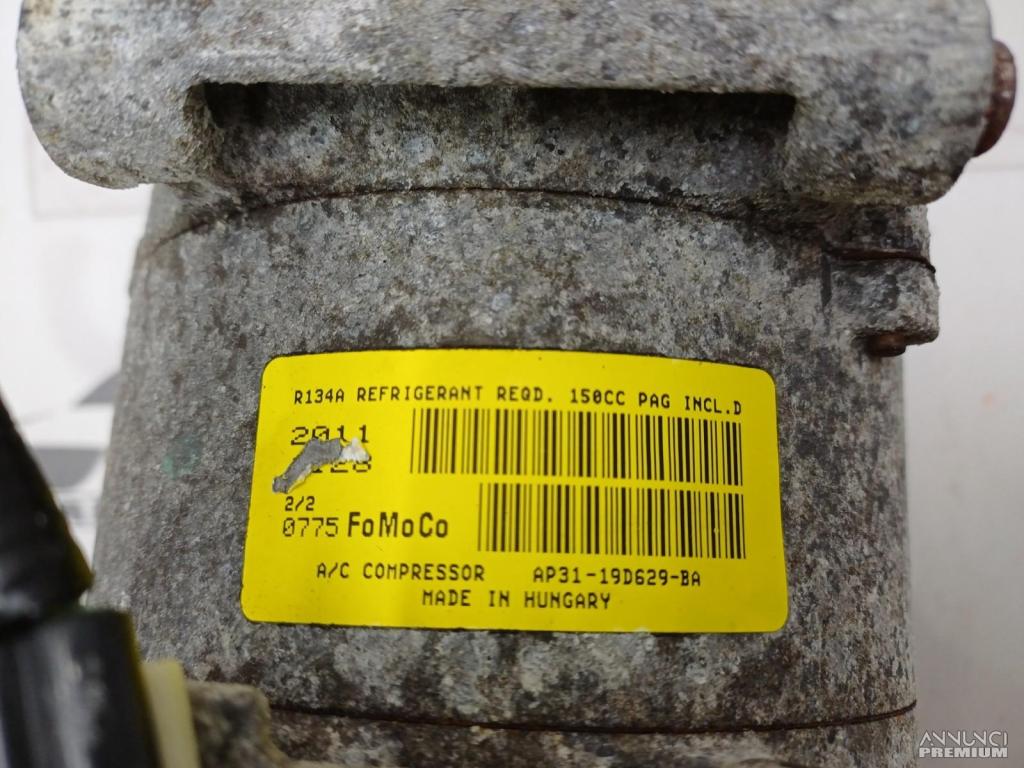 R134A REFRIGERANT REQD. 150CC PAG INCL.D
2011
2/2
0775 FoMoCo
A/C COMPRESSOR AP31-19D629-BA
MADE IN HUNGARY
ANNUNCI
PREMIUM